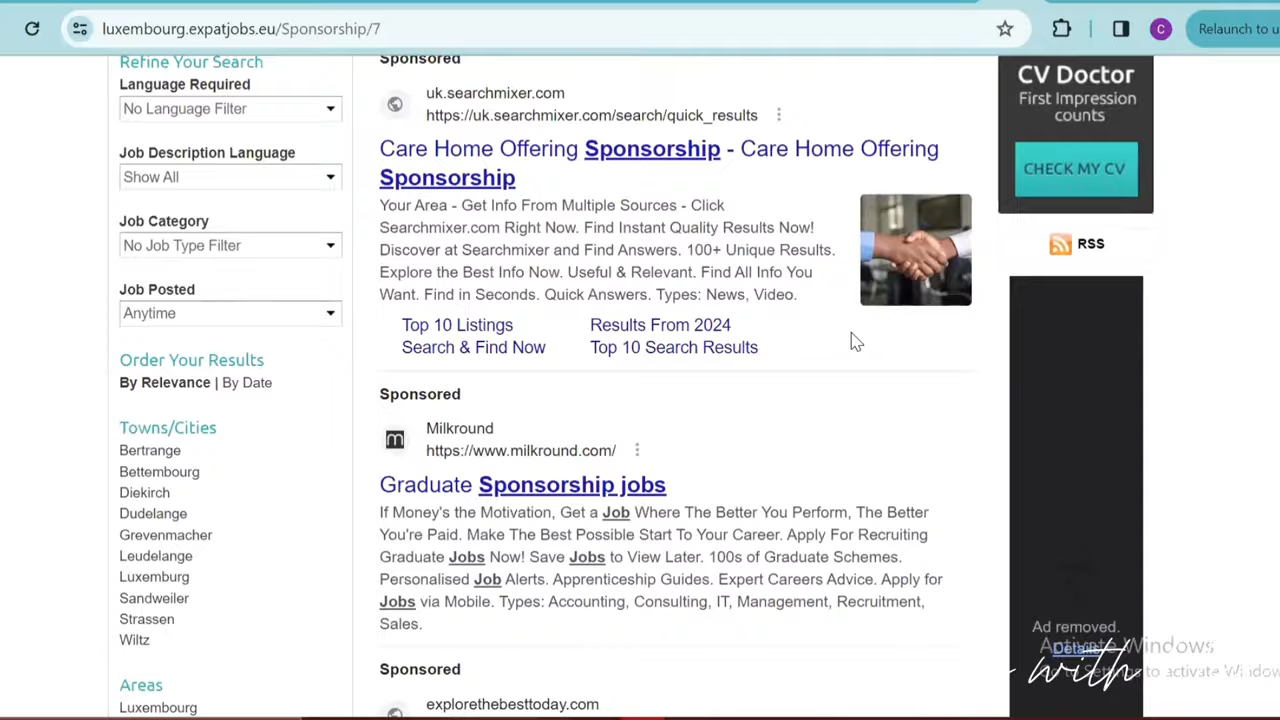 luxembourg.expatjobs.eu/Sponsorship/7
C
Relaunch to u
Refine Your Search
Language Required
No Language Filter
Job Description Language
Show All
Job Category
No Job Type Filter
Job Posted
Anytime
Order Your Results
By Relevance | By Date
Towns/Cities
Bertrange
Bettembourg
Diekirch
Dudelange
Grevenmacher
Leudelange
Luxemburg
Sandweiler
Strassen
Wiltz
Areas
Luxembourg
Sponsored
uk.searchmixer.com
https://uk.searchmixer.com/search/quick_results
Care Home Offering Sponsorship - Care Home Offering
Sponsorship
Your Area - Get Info From Multiple Sources - Click
Searchmixer.com Right Now. Find Instant Quality Results Now!
Discover at Searchmixer and Find Answers. 100+ Unique Results.
Explore the Best Info Now. Useful & Relevant. Find All Info You
Want. Find in Seconds. Quick Answers. Types: News, Video.
Top 10 Listings
Results From 2024
Search & Find Now
Top 10 Search Results
Sponsored
m
Milkround
https://www.milkround.com/
Graduate Sponsorship jobs
If Money's the Motivation, Get a Job Where The Better You Perform, The Better
You're Paid. Make The Best Possible Start To Your Career. Apply For Recruiting
Graduate Jobs Now! Save Jobs to View Later. 100s of Graduate Schemes.
Personalised Job Alerts. Apprenticeship Guides. Expert Careers Advice. Apply for
Jobs via Mobile. Types: Accounting, Consulting, IT, Management, Recruitment,
Sales.
Sponsored
explorethebesttoday.com
CV Doctor
First Impression
counts
CHECK MY CV
RSS
Ad removed.
Details
Activate Windows
Go to Settings to activate Window
with